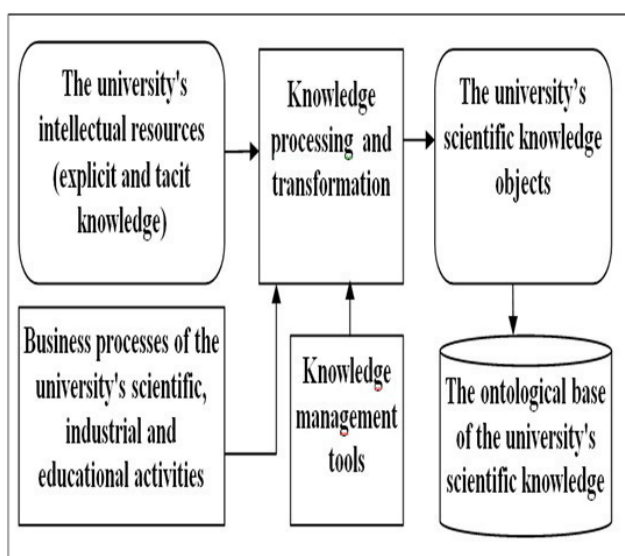 The university's
intellectual resources
(explicit and tacit
knowledge)
Knowledge
processing and
transformation
The university’s
scientific knowledge
objects
Business processes of the
university's scientific,
industrial and
educational activities
Knowledge
management
tools
The ontological base
of the university's
scientific knowledge